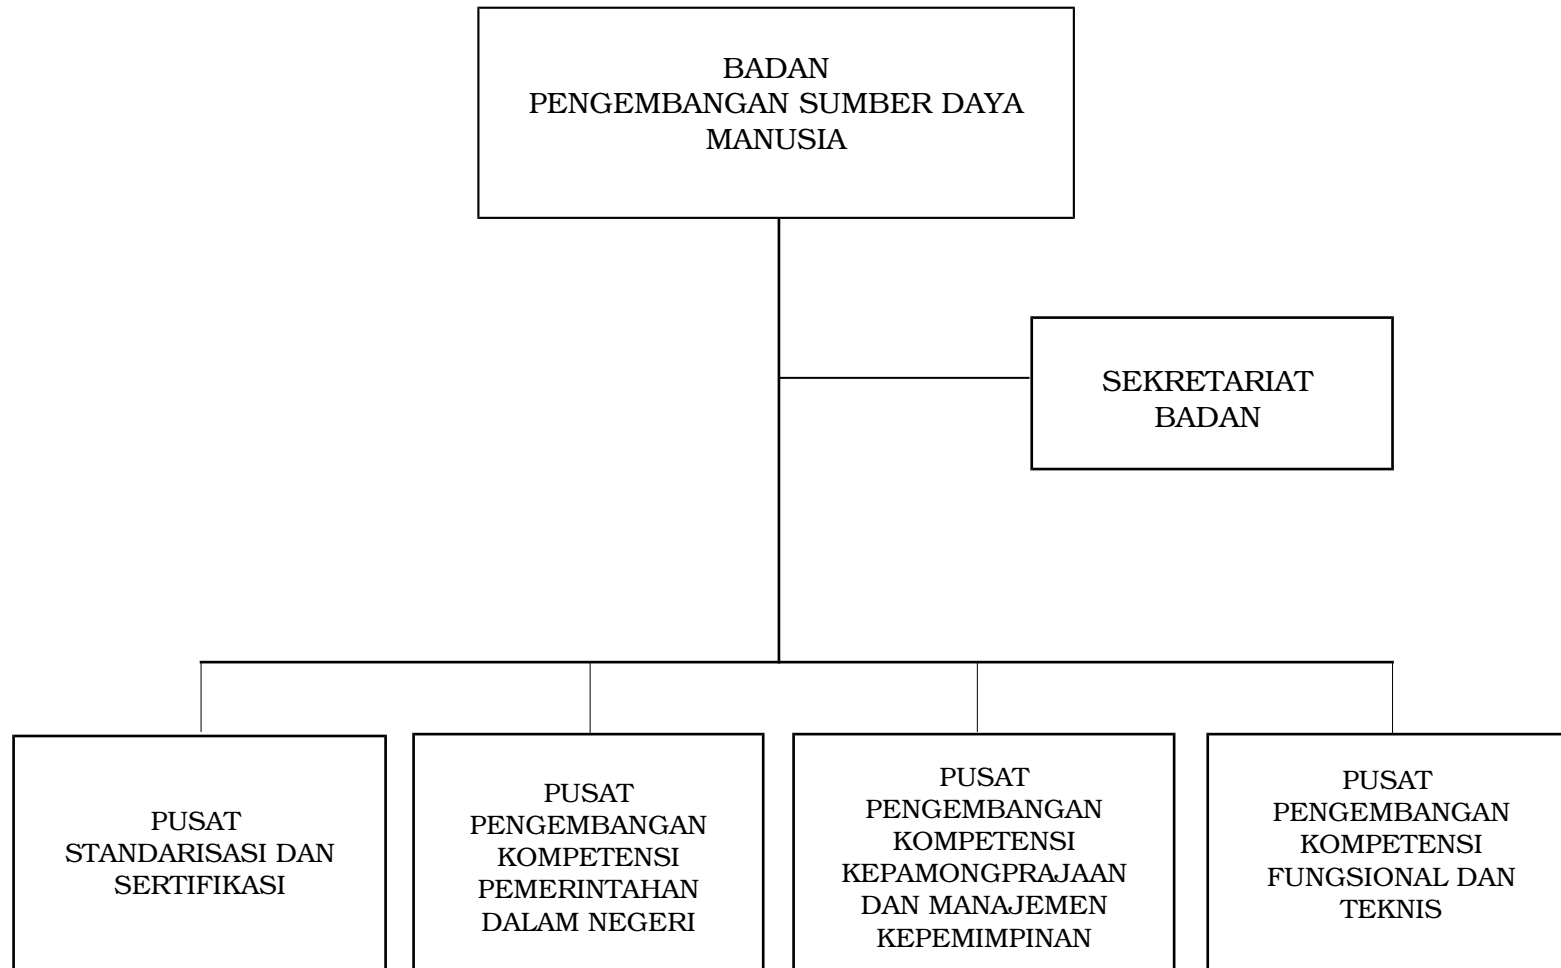 BADAN
PENGEMBANGAN SUMBER DAYA
MANUSIA
SEKRETARIAT
BADAN
PUSAT
STANDARISASI DAN
SERTIFIKASI
PUSAT
PENGEMBANGAN
KOMPETENSI
PEMERINTAHAN
DALAM NEGERI
PUSAT
PENGEMBANGAN
KOMPETENSI
KEPAMONGPRAJAAN
DAN MANAJEMEN
KEPEMIMPINAN
PUSAT
PENGEMBANGAN
KOMPETENSI
FUNGSIONAL DAN
TEKNIS